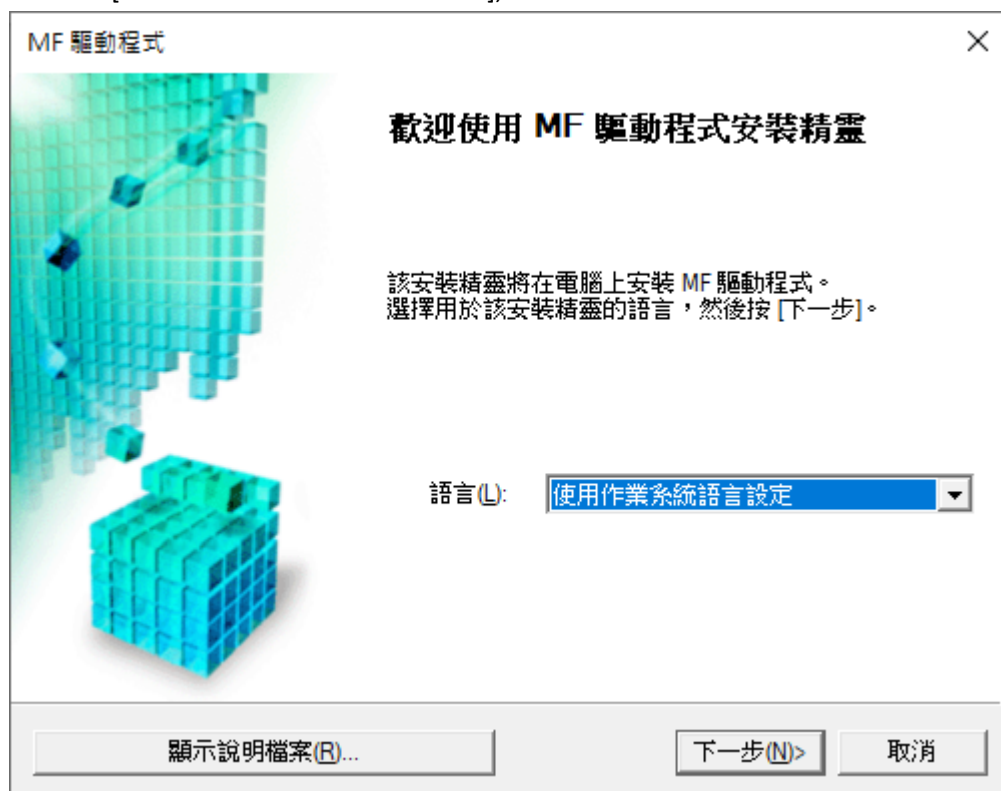 MF 驅動程式
歡迎使用 MF 驅動程式安裝精靈
該安裝精靈將在電腦上安裝 MF 驅動程式。
選擇用於該安裝精靈的語言，然後按 [下一步]。
語言(L):
使用作業系統語言設定
顯示說明檔案(R)...
下一步(N)>
取消